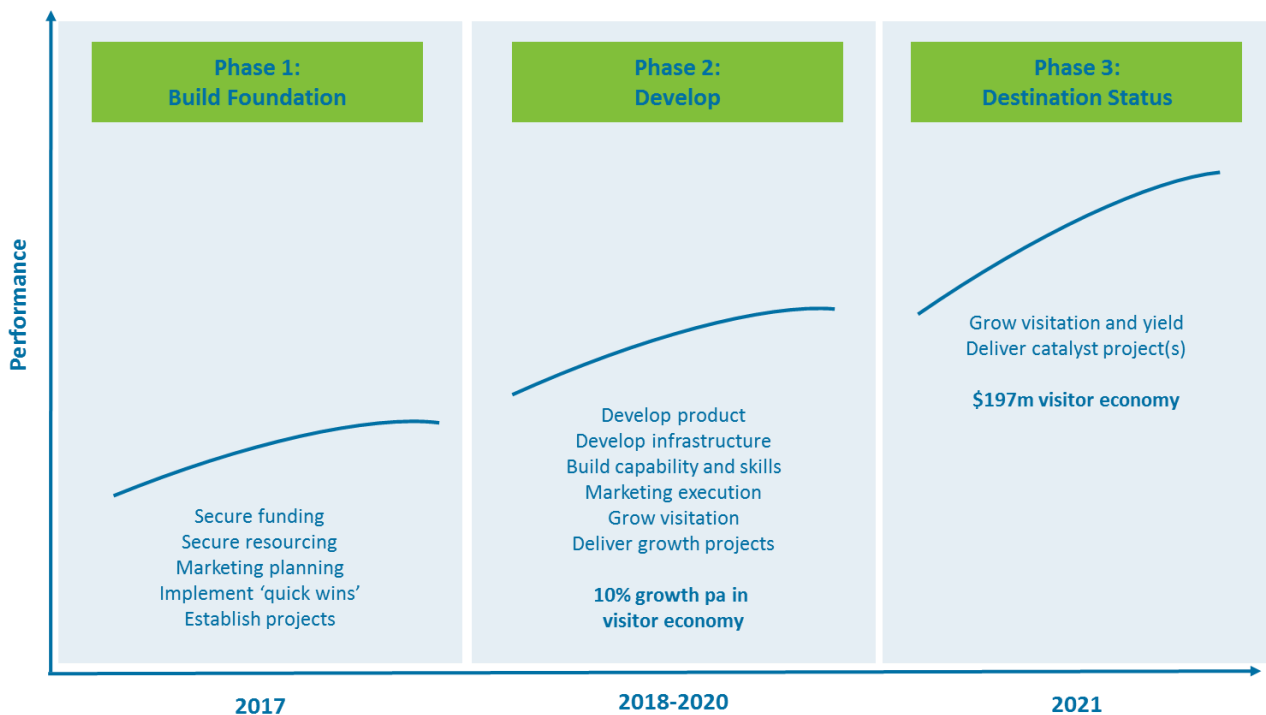 Phase 1:
Build Foundation
Phase 2:
Develop
Phase 3:
Destination Status
Performance
Secure funding
Secure resourcing
Marketing planning
Implement ‘quick wins’
Establish projects
Develop product
Develop infrastructure
Build capability and skills
Marketing execution
Grow visitation
Deliver growth projects
10% growth pa in
visitor economy
Grow visitation and yield
Deliver catalyst project(s)
$197m visitor economy
2017
2018-2020
2021